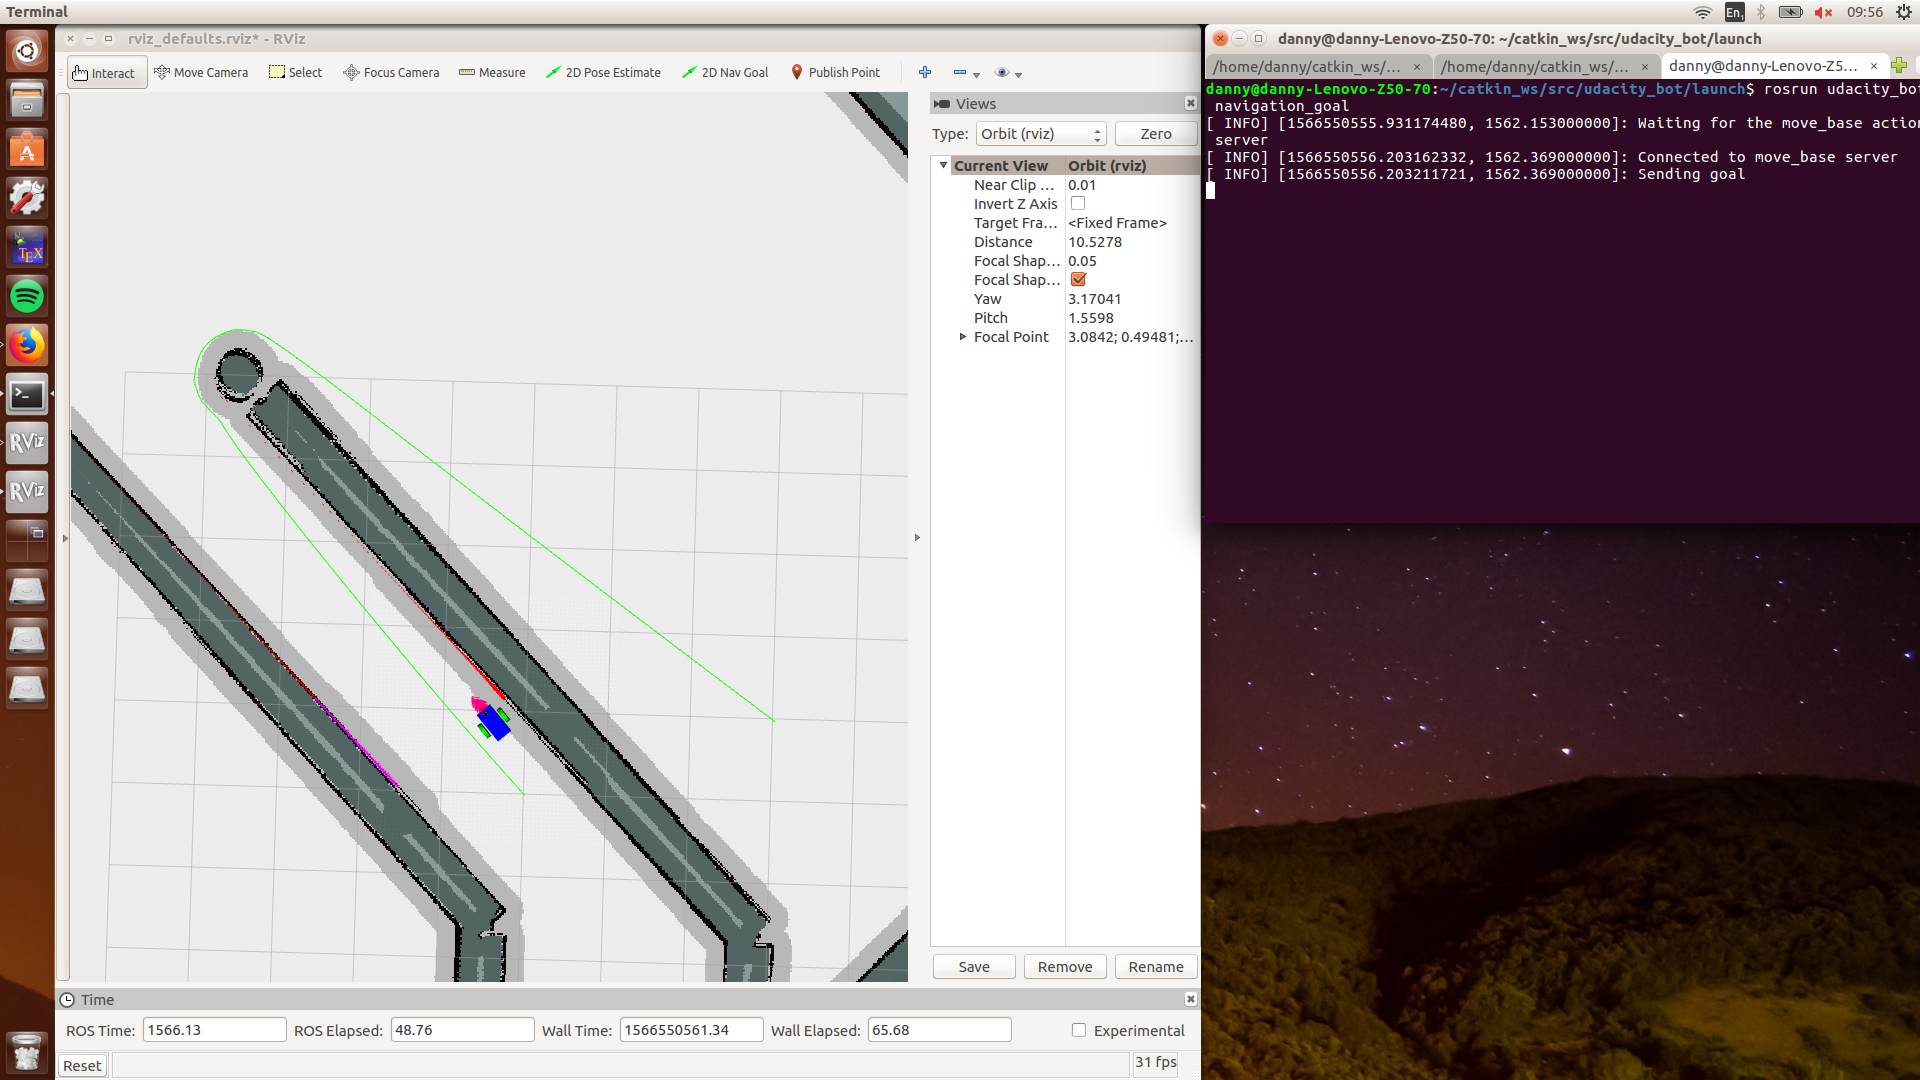 Terminal
En1
09:56
rviz_defaults.rviz* - RViz
Interact
Move Camera
Select
Focus Camera
Measure
2D Pose Estimate
2D Nav Goal
Publish Point
Views
Type: Orbit (rviz) Zero
Current View Orbit (rviz)
Near Clip ... 0.01
Invert Z Axis
Target Fra... <Fixed Frame>
Distance 10.5278
Focal Shap... 0.05
Focal Shap...
Yaw 3.17041
Pitch 1.5598
Focal Point 3.0842; 0.49481;...
Save Remove Rename
Time
ROS Time: 1566.13 ROS Elapsed: 48.76 Wall Time: 1566550561.34 Wall Elapsed: 65.68 Experimental
Reset
31 fps
TEX
RViz
RViz
danny@danny-Lenovo-Z50-70: ~/catkin_ws/src/udacity_bot/launch
/home/danny/catkin_ws/... × /home/danny/catkin_ws/... × danny@danny-Lenovo-Z5... ×
danny@danny-Lenovo-Z50-70:~/catkin_ws/src/udacity_bot/launch$ rosrun udacity_bot
navigation_goal
[ INFO] [1566550555.931174480, 1562.153000000]: Waiting for the move_base action
server
[ INFO] [1566550556.203162332, 1562.369000000]: Connected to move_base server
[ INFO] [1566550556.203211721, 1562.369000000]: Sending goal